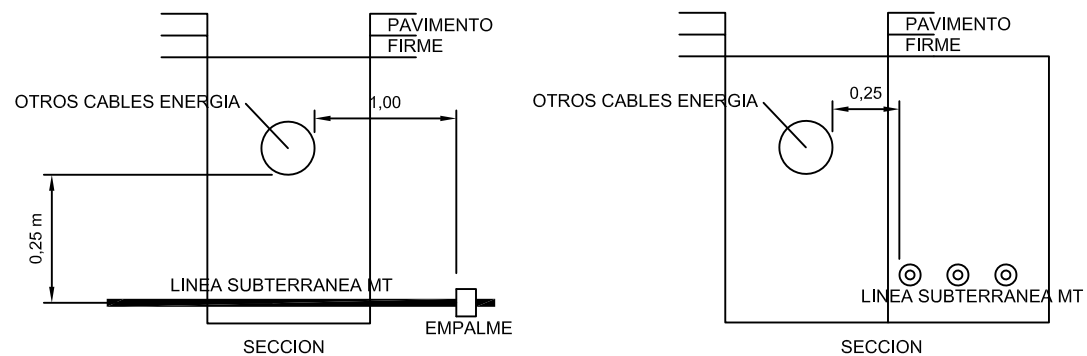 PAVIMENTO
FIRME
OTROS CABLES ENERGIA
1,00
0,25 m
LINEA SUBTERRANEA MT
EMPALME
SECCION
PAVIMENTO
FIRME
OTROS CABLES ENERGIA
0,25
LINEA SUBTERRANEA MT
SECCION